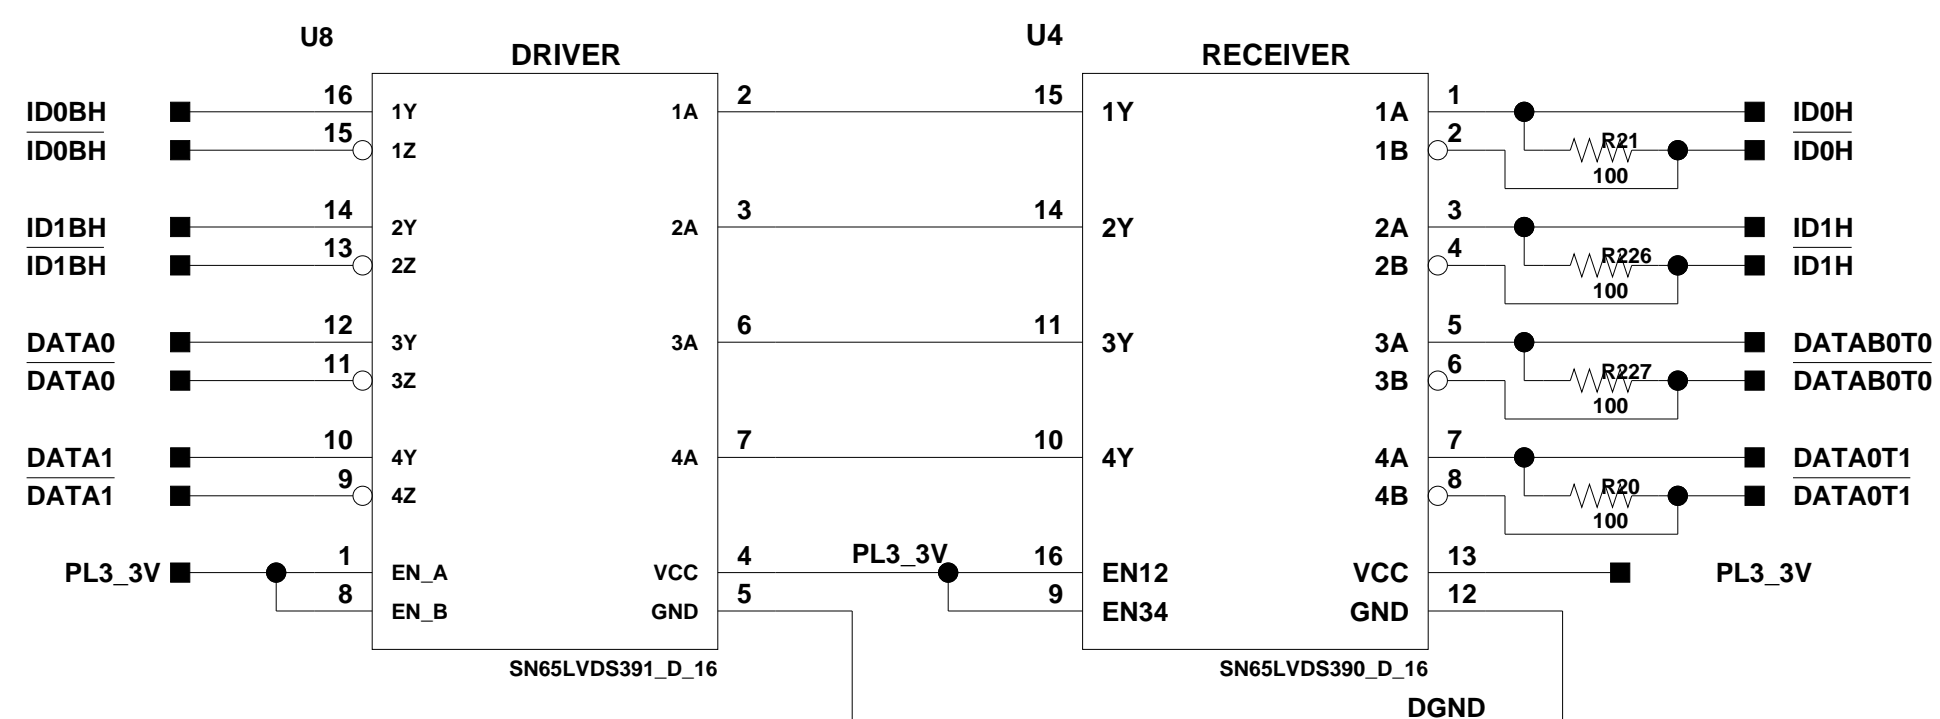 U8 U4
DRIVER RECEIVER
ID0BH 16 1Y 1A 2 15 1Y 1A 1 ID0H
ID0BH 15 1Z 1B 2 R21 ID0H
100
ID1BH 14 2Y 2A 3 14 2Y 2A 3 ID1H
ID1BH 13 2Z 2B 4 R226 ID1H
100
DATA0 12 3Y 3A 6 11 3Y 3A 5 DATAB0T0
DATA0 11 3Z 3B 6 R227 DATAB0T0
100
DATA1 10 4Y 4A 7 10 4Y 4A 7 DATA0T1
DATA1 9 4Z 4B 8 R20 DATA0T1
100
PL3_3V 1 EN_A VCC 4 PL3_3V 16 EN12 VCC 13 PL3_3V
8 EN_B GND 5 9 EN34 GND 12
SN65LVDS391_D_16 SN65LVDS390_D_16
DGND